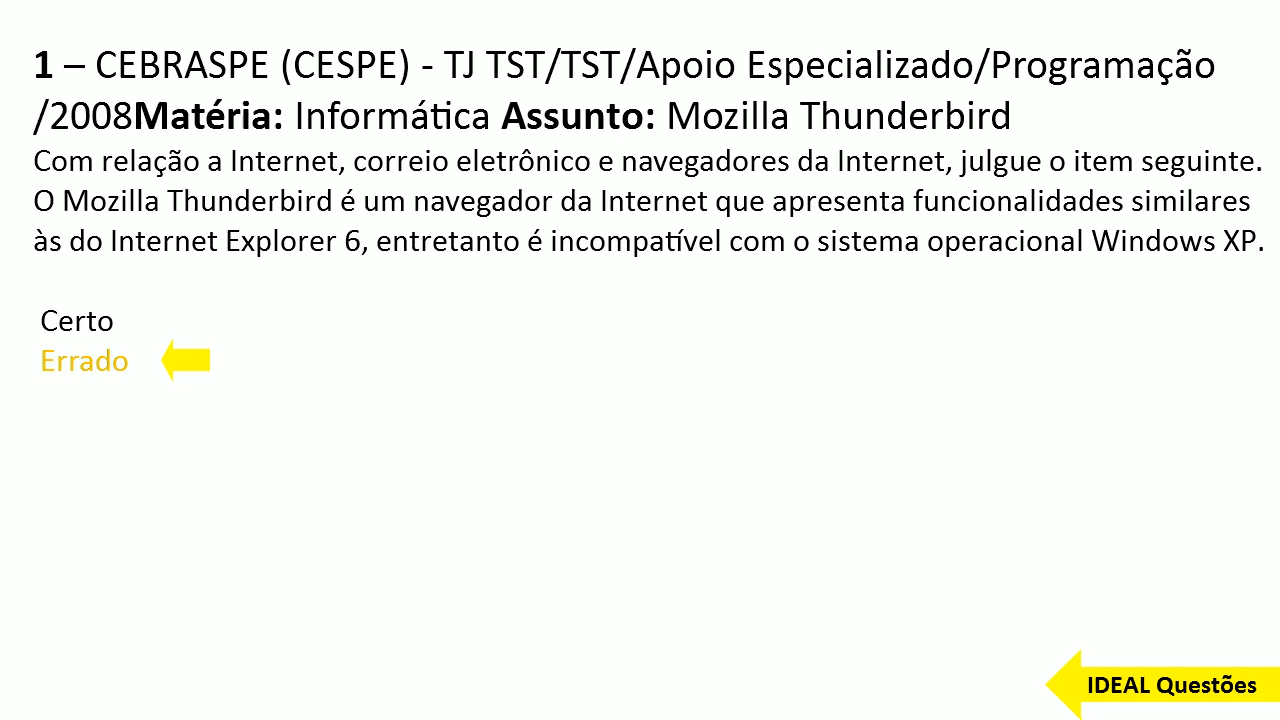 1 – CEBRASPE (CESPE) - TJ TST/TST/Apoio Especializado/Programação
/2008Matéria: Informática Assunto: Mozilla Thunderbird
Com relação a Internet, correio eletrônico e navegadores da Internet, julgue o item seguinte.
O Mozilla Thunderbird é um navegador da Internet que apresenta funcionalidades similares
às do Internet Explorer 6, entretanto é incompatível com o sistema operacional Windows XP.
Certo
Errado
IDEAL Questões